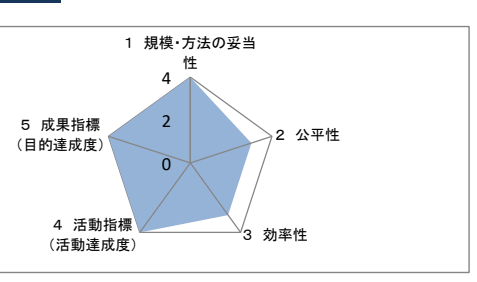 1 規模・方法の妥当
性
4
2
0
2 公平性
3 効率性
4 活動指標
（活動達成度）
5 成果指標
（目的達成度）